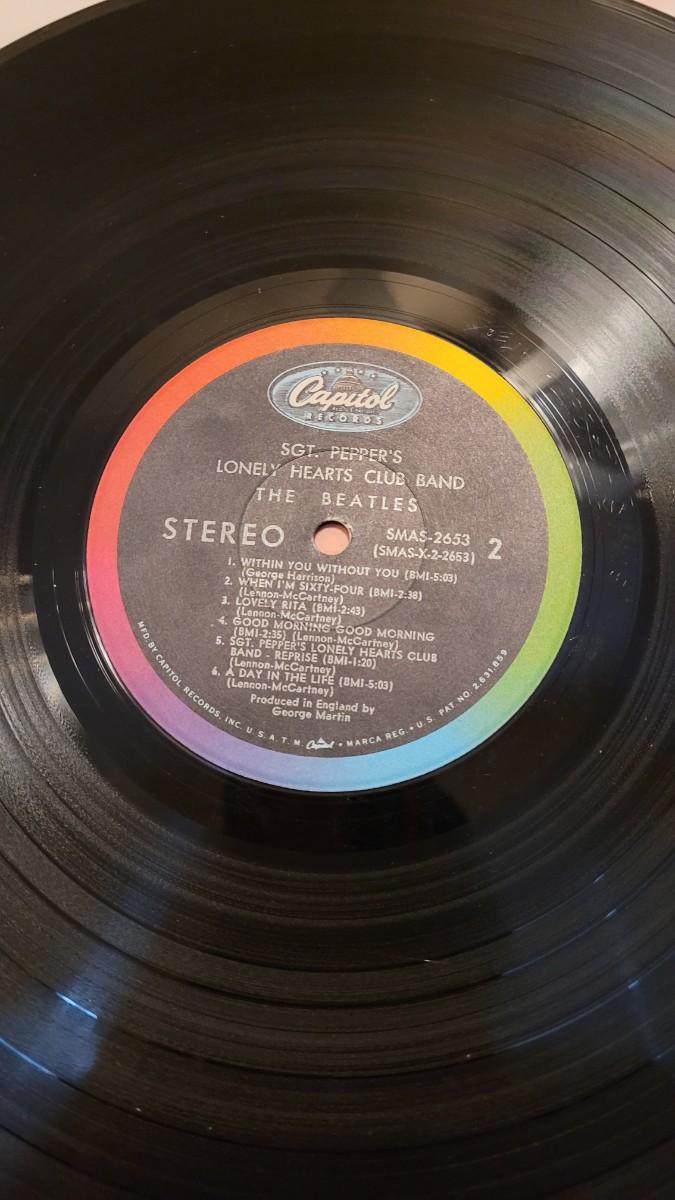 Capitol
RECORDS
SGT. PEPPER'S
LONELY HEARTS CLUB BAND
THE BEATLES
STEREO
SMAS-2653
(SMAS-X-2-2653)
2
1. WITHIN YOU WITHOUT YOU (BMI-5:03)
(George Harrison)
2. WHEN I'M SIXTY-FOUR (BMI-2:38)
(Lennon-McCartney)
3. LOVELY RITA (BMI-2:43)
(Lennon-McCartney)
4. GOOD MORNING GOOD MORNING
(BMI-2:35) (Lennon-McCartney)
5. SGT. PEPPER'S LONELY HEARTS CLUB
BAND - REPRISE (BMI-1:20)
(Lennon-McCartney)
6. A DAY IN THE LIFE (BMI-5:03)
(Lennon-McCartney)
Produced in England by
George Martin
MFD. BY CAPITOL RECORDS, INC. U.S.A. T.M. Capitol • MARCA REG. • U.S. PAT. NO. 2,631,859